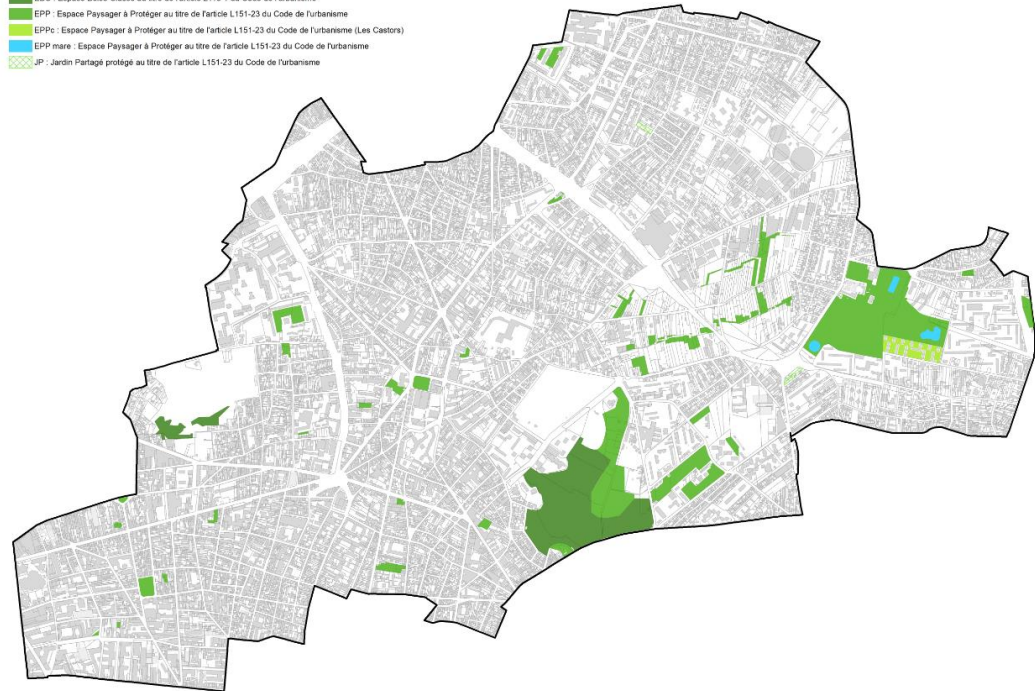 EPP : Espace Paysager à Protéger au titre de l'article L151-23 du Code de l'urbanisme
EPPc : Espace Paysager à Protéger au titre de l'article L151-23 du Code de l'urbanisme (Les Castors)
EPP mare : Espace Paysager à Protéger au titre de l'article L151-23 du Code de l'urbanisme
JP : Jardin Partagé protégé au titre de l'article L151-23 du Code de l'urbanisme